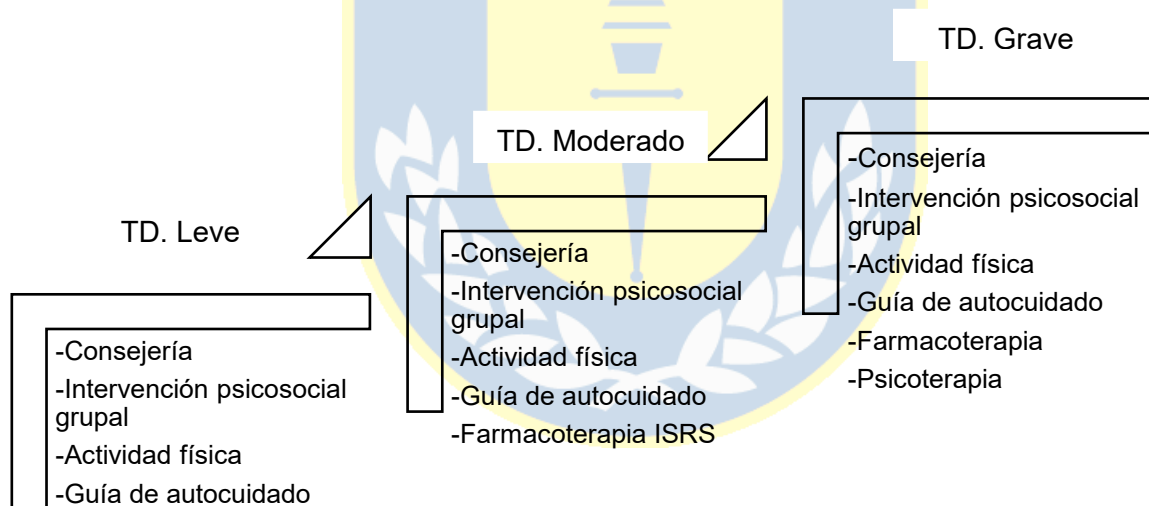 TD. Leve
-Consejería
-Intervención psicosocial
grupal
-Actividad física
-Guía de autocuidado
TD. Moderado
-Consejería
-Intervención psicosocial
grupal
-Actividad física
-Guía de autocuidado
-Farmacoterapia ISRS
TD. Grave
-Consejería
-Intervención psicosocial
grupal
-Actividad física
-Guía de autocuidado
-Farmacoterapia
-Psicoterapia